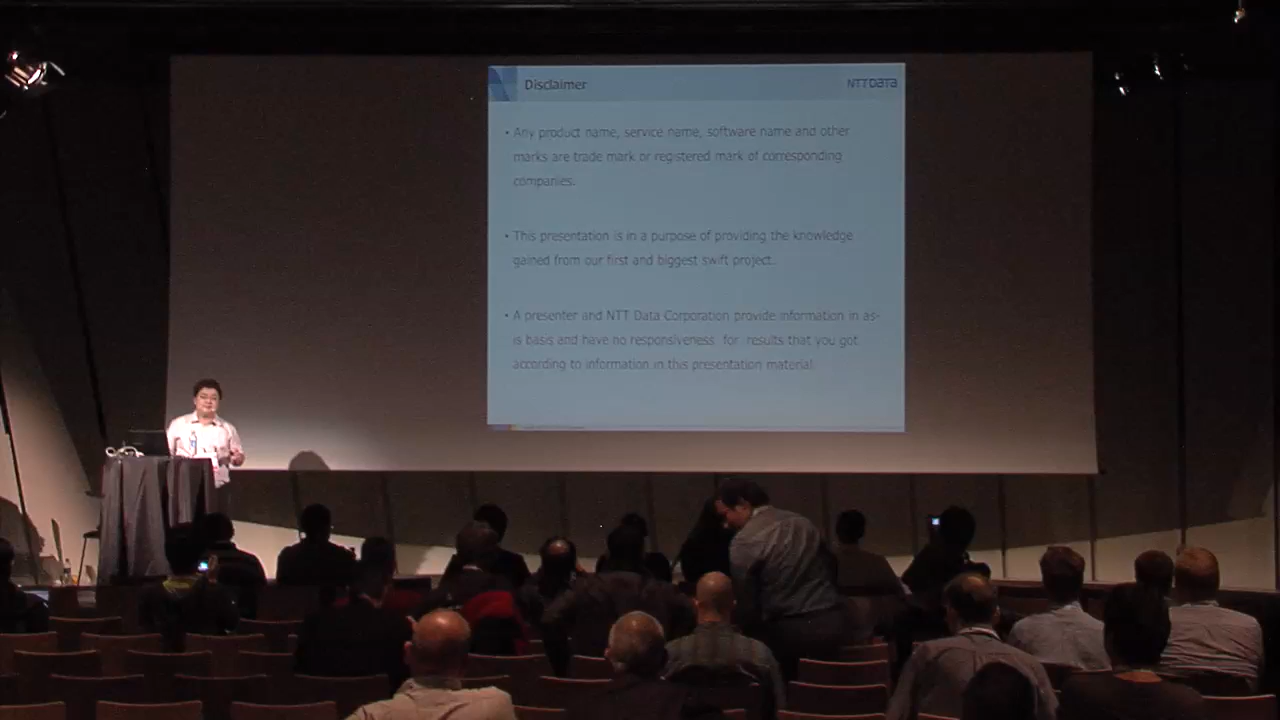 Disclaimer
NTT DATA
• Any product name, service name, software name and other
marks are trade mark or registered mark of corresponding
companies.
• This presentation is in a purpose of providing the knowledge
gained from our first and biggest swift project.
• A presenter and NTT Data Corporation provide information in as-
is basis and have no responsiveness for results that you got
according to information in this presentation material